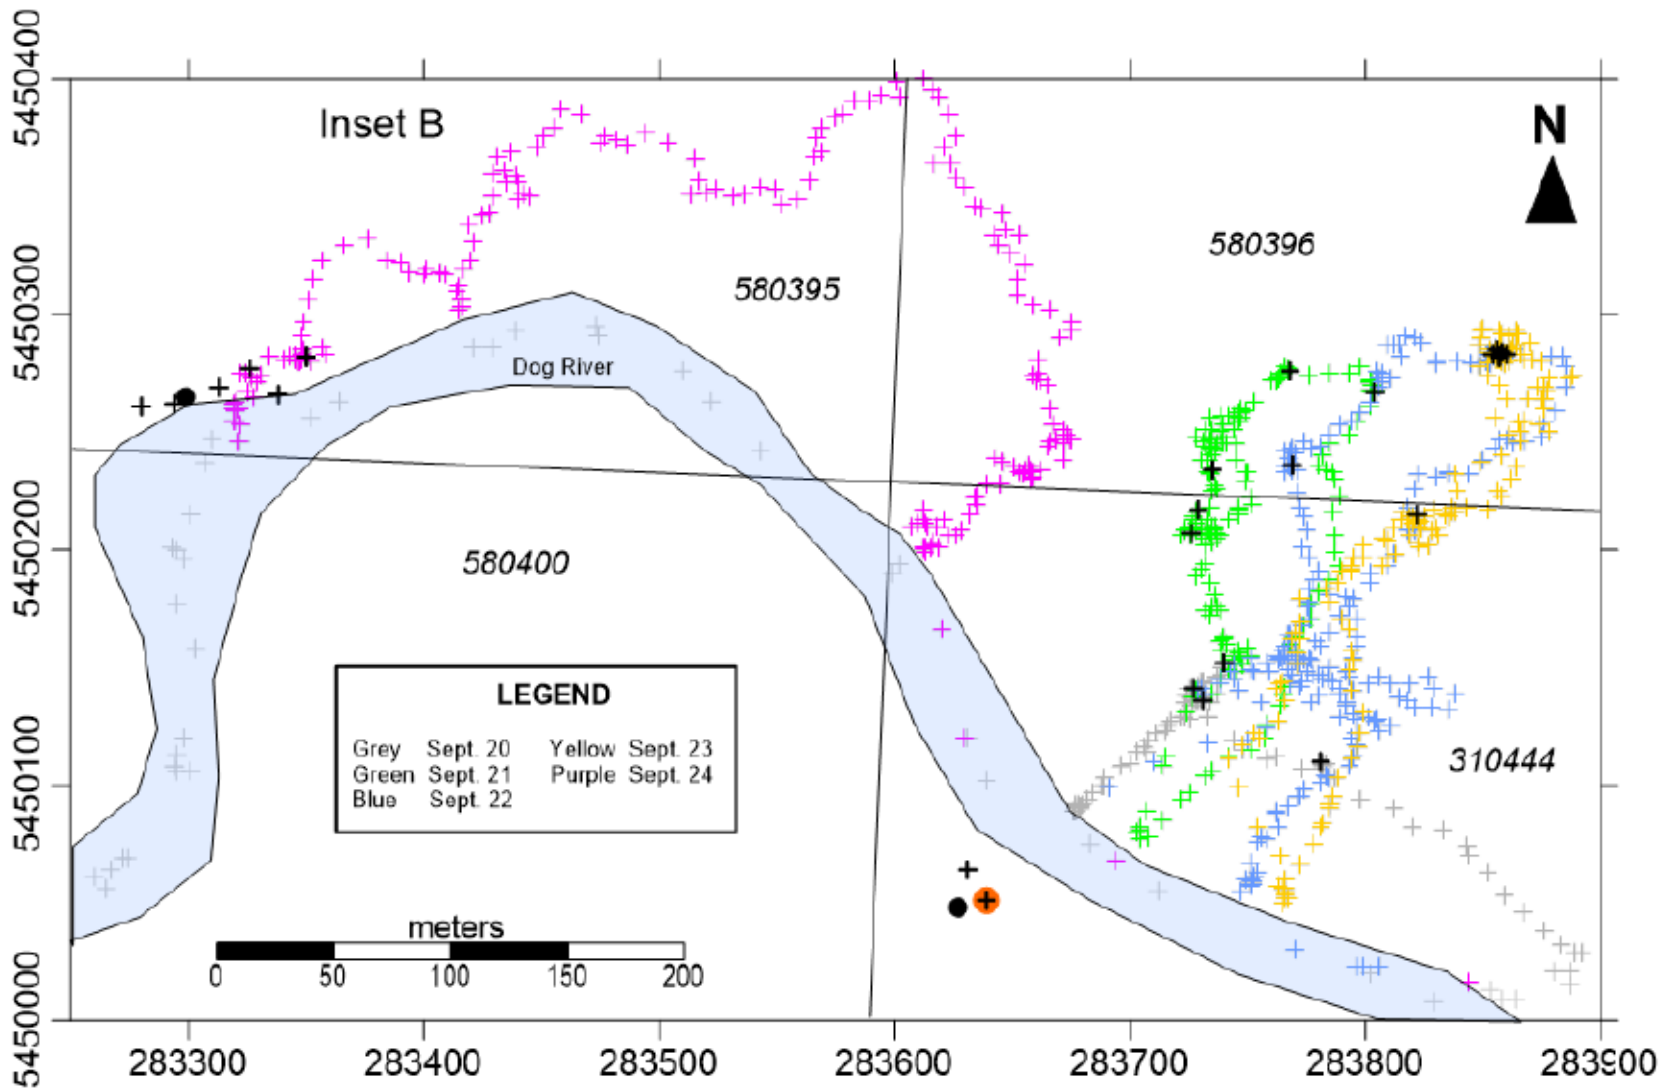 5450400
Inset B
N
580396
5450300
580395
Dog River
5450200
580400
LEGEND
Grey Sept. 20 Yellow Sept. 23
Green Sept. 21 Purple Sept. 24
Blue Sept. 22
310444
5450100
meters
0 50 100 150 200
5450000
283300 283400 283500 283600 283700 283800 283900